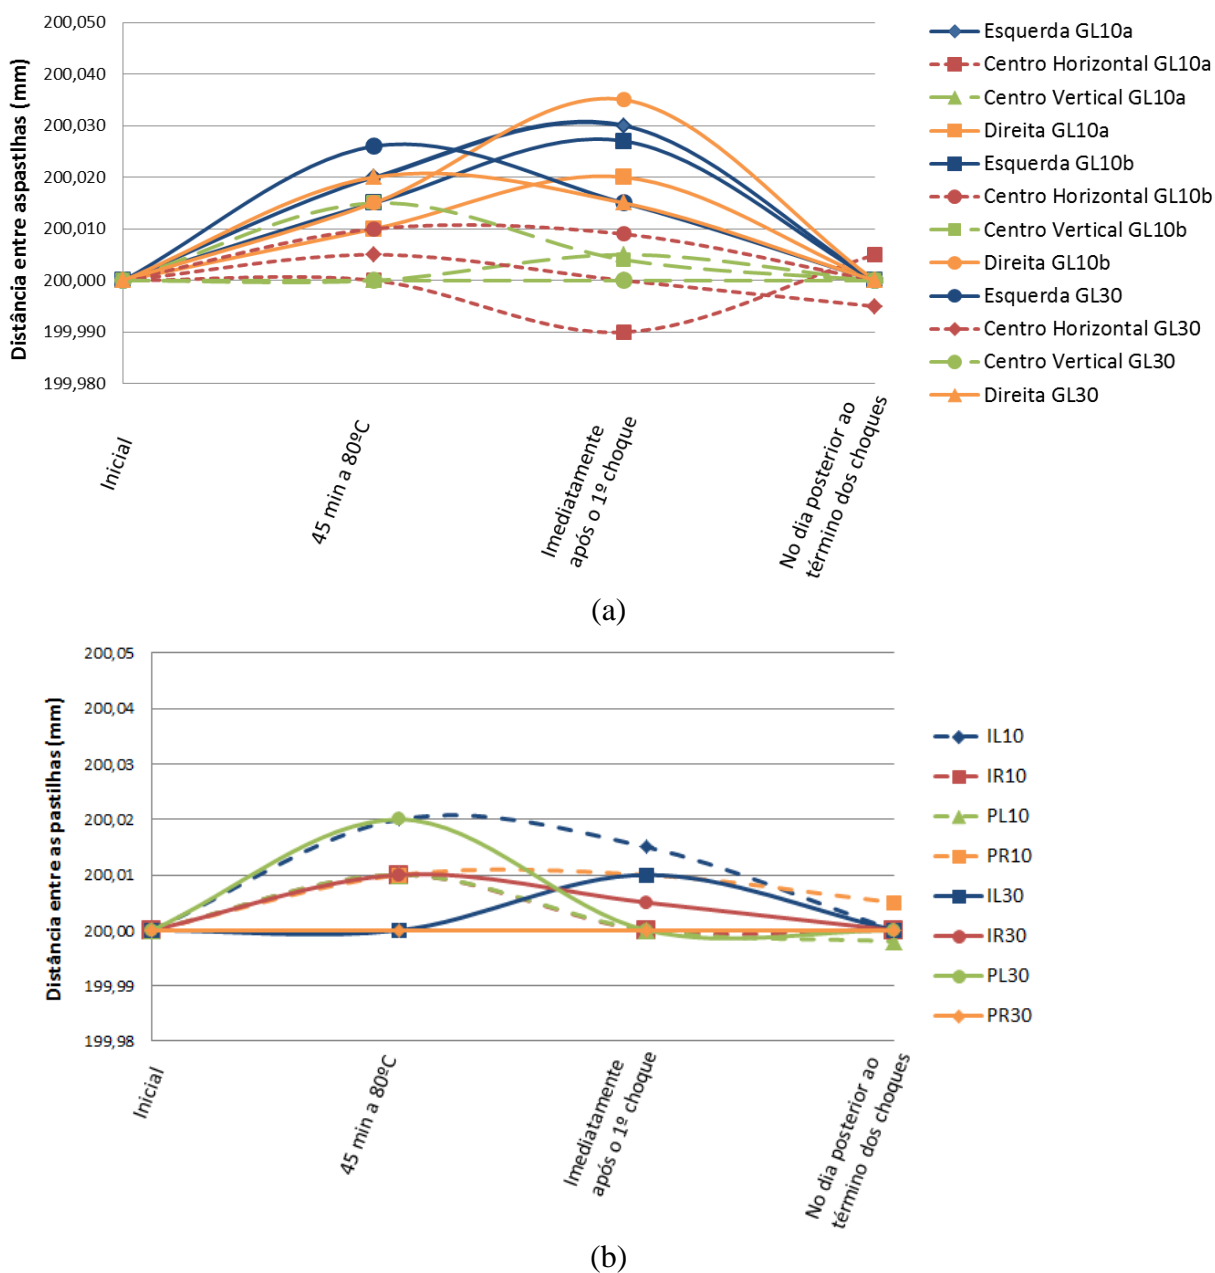 Distância entre aspastilhas (mm)
200,050
200,040
200,030
200,020
200,010
200,000
199,990
199,980
Inicial
45 min a 80ºC
Imediatamente
após o 1º choque
No dia posterior ao
término dos choques
Esquerda GL10a
Centro Horizontal GL10a
Centro Vertical GL10a
Direita GL10a
Esquerda GL10b
Centro Horizontal GL10b
Centro Vertical GL10b
Direita GL10b
Esquerda GL30
Centro Horizontal GL30
Centro Vertical GL30
Direita GL30
(a)
Distância entre as pastilhas (mm)
200,05
200,04
200,03
200,02
200,01
200,00
199,99
199,98
Inicial
45 min a 80ºC
Imediatamente
após o 1º choque
No dia posterior ao
término dos choques
IL10
IR10
PL10
PR10
IL30
IR30
PL30
PR30
(b)